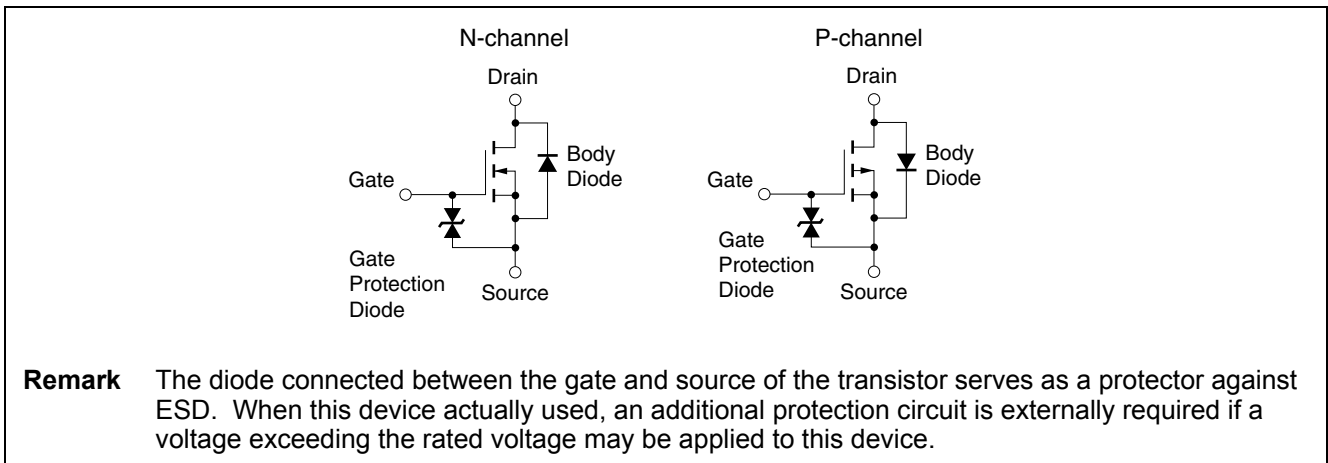 N-channel
Drain
Gate
Body
Diode
Gate
Protection
Diode
Source
P-channel
Drain
Gate
Body
Diode
Gate
Protection
Diode
Source
Remark The diode connected between the gate and source of the transistor serves as a protector against
ESD. When this device actually used, an additional protection circuit is externally required if a
voltage exceeding the rated voltage may be applied to this device.